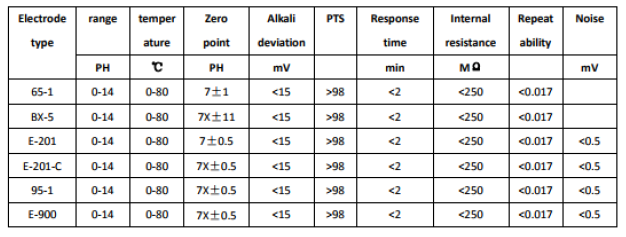 Electrode type range temper ature Zero point Alkali deviation PTS Response time Internal resistance Repeat ability Noise
PH ℃ PH mV min MΩ mV
65-1 0-14 0-80 7±1 <15 >98 <2 <250 <0.017
BX-5 0-14 0-80 7X±11 <15 >98 <2 <250 <0.017
E-201 0-14 0-80 7±0.5 <15 >98 <2 <250 <0.017 <0.5
E-201-C 0-14 0-80 7X±0.5 <15 >98 <2 <250 <0.017 <0.5
95-1 0-14 0-80 7X±0.5 <15 >98 <2 <250 <0.017 <0.5
E-900 0-14 0-80 7X±0.5 <15 >98 <2 <250 <0.017 <0.5